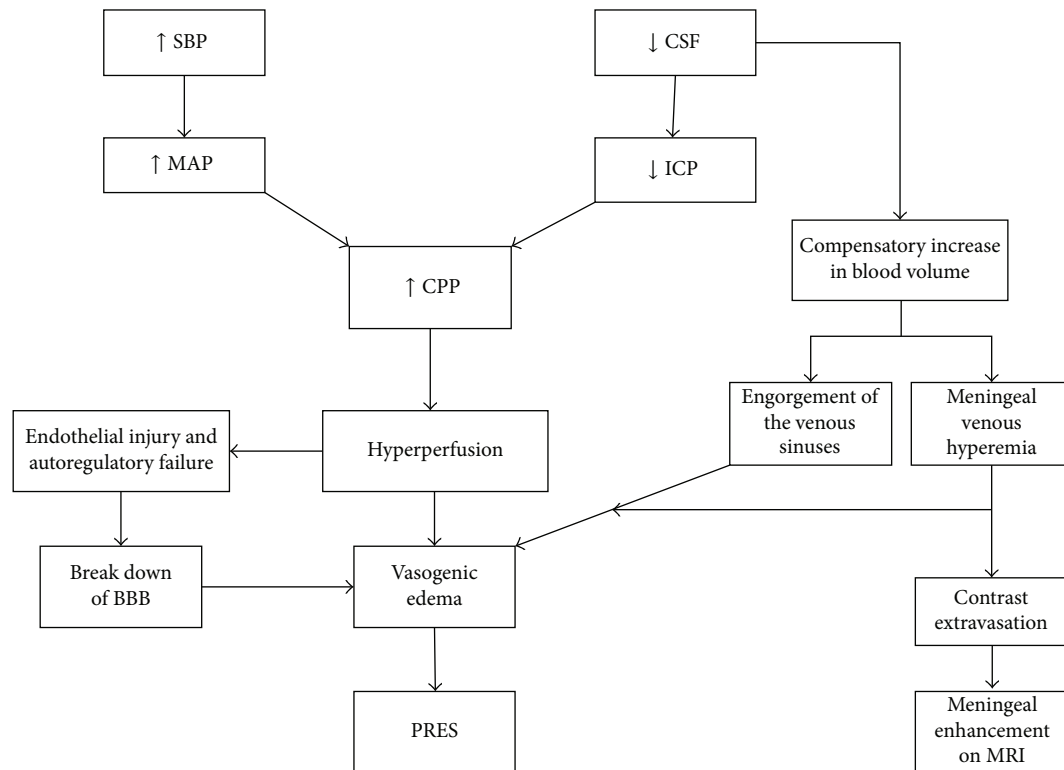 ↑ SBP
↓ CSF
↑ MAP
↓ ICP
Compensatory increase
in blood volume
↑ CPP
Engorgement of
the venous
sinuses
Meningeal
venous
hyperemia
Endothelial injury and
autoregulatory failure
Hyperperfusion
Break down
of BBB
Vasogenic
edema
Contrast
extravasation
PRES
Meningeal
enhancement
on MRI